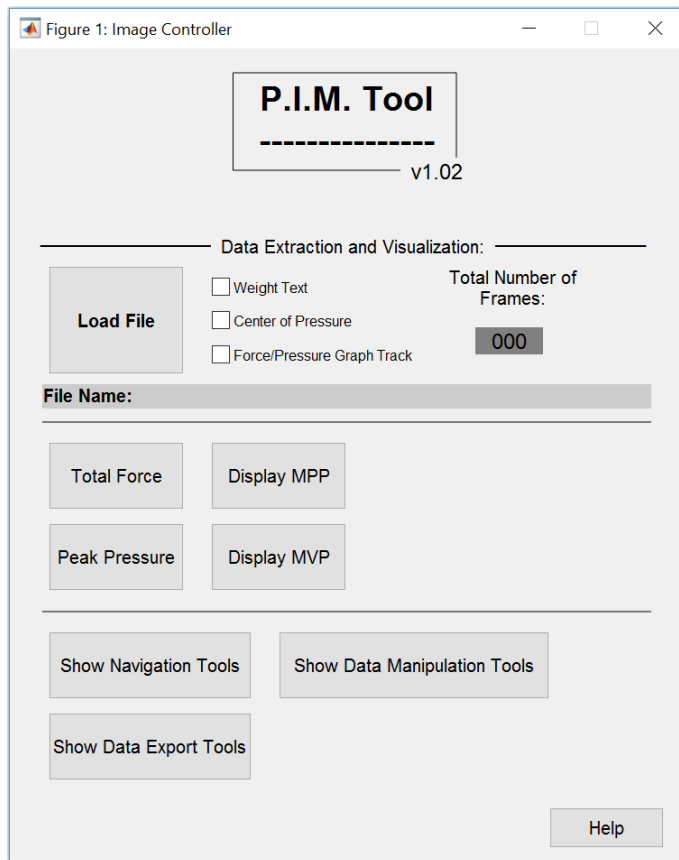 Figure 1: Image Controller
P.I.M. Tool
---------------
v1.02
Data Extraction and Visualization:
Load File
Weight Text
Center of Pressure
Force/Pressure Graph Track
Total Number of
Frames:
000
File Name:
Total Force
Display MPP
Peak Pressure
Display MVP
Show Navigation Tools
Show Data Manipulation Tools
Show Data Export Tools
Help